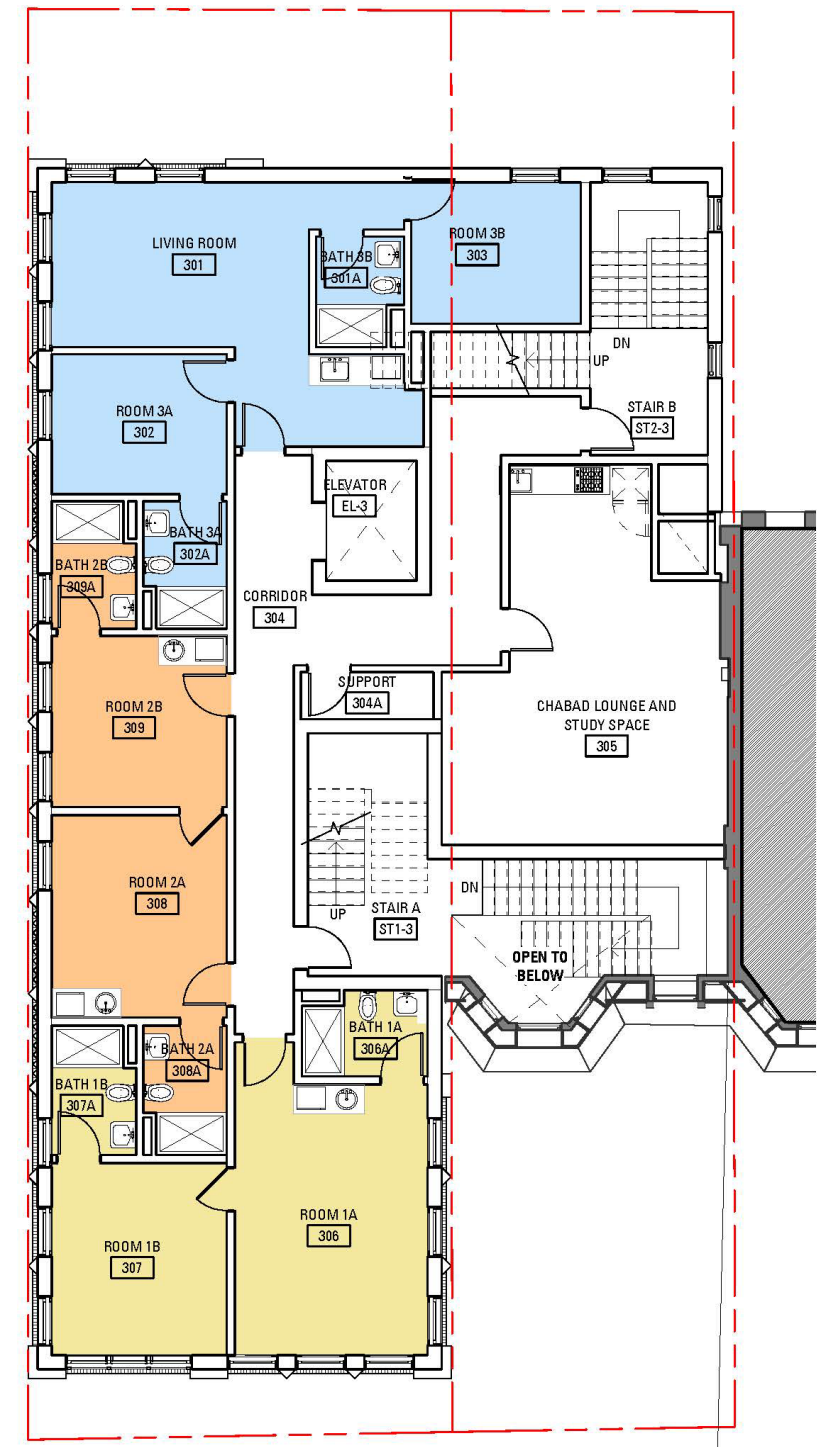 LIVING ROOM
301
BATH 3B
301A
ROOM 3B
303
DN
UP
ROOM 3A
302
STAIR B
ST2-3
ELEVATOR
EL-3
BATH 3A
302A
BATH 2B
309A
CORRIDOR
304
SUPPORT
304A
ROOM 2B
309
CHABAD LOUNGE AND
STUDY SPACE
305
ROOM 2A
308
UP
STAIR A
ST1-3
DN
OPEN TO
BELOW
BATH 1A
306A
BATH 2A
308A
BATH 1B
307A
ROOM 1A
306
ROOM 1B
307